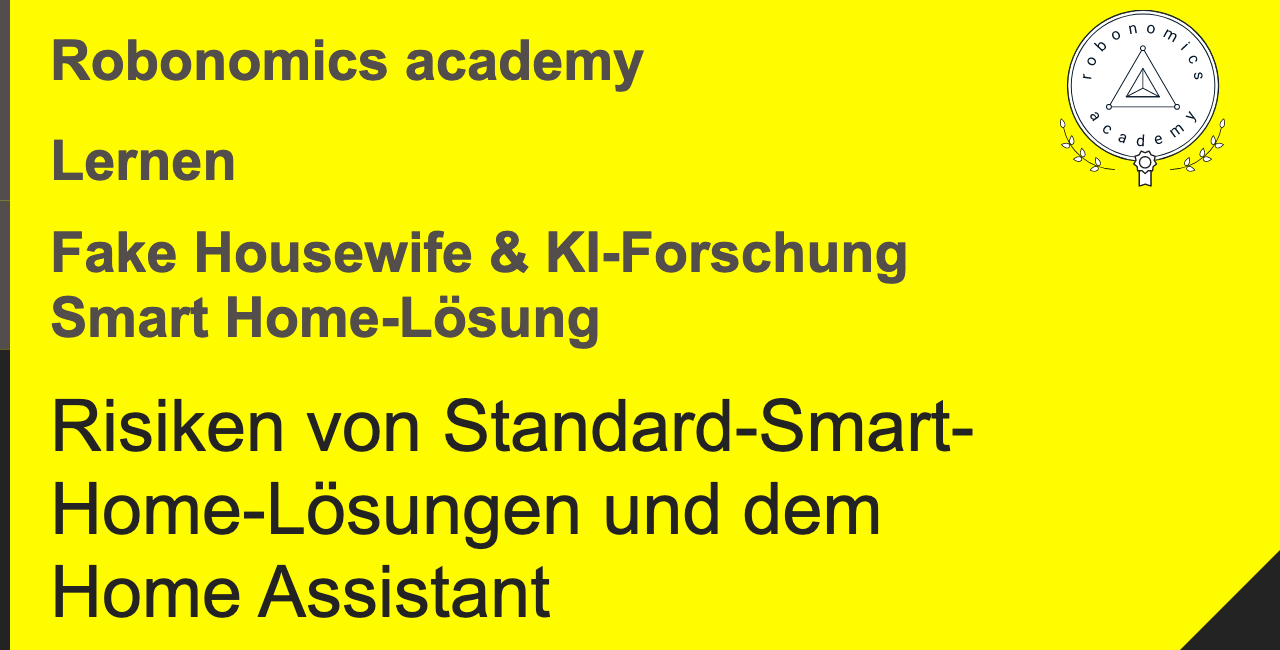 Robonomics academy
robonomics
academy
Lernen
Fake Housewife & KI-Forschung
Smart Home-Lösung
Risiken von Standard-Smart-
Home-Lösungen und dem
Home Assistant